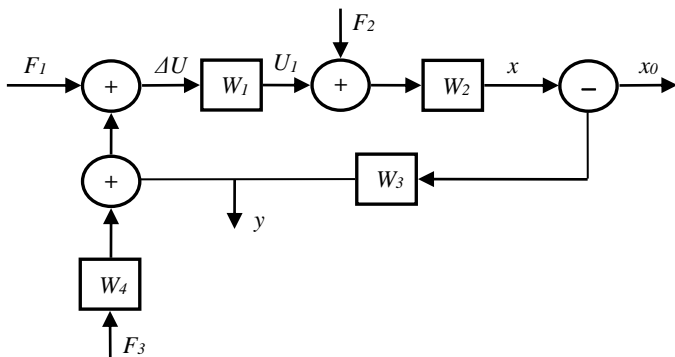 F₂
F₁ ΔU U₁ x x₀
+ W₁ + W₂ −
+ W₃
y
W₄
F₃